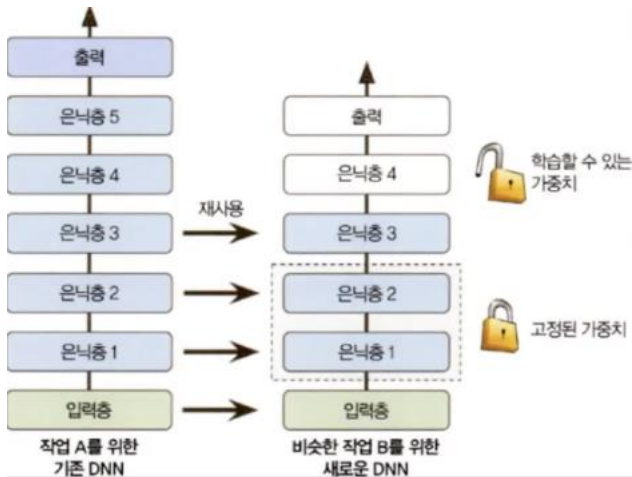 출력
은닉층 5
은닉층 4
은닉층 3
은닉층 2
은닉층 1
입력층
작업 A를 위한
기존 DNN
재사용
출력
은닉층 4
은닉층 3
은닉층 2
은닉층 1
입력층
비슷한 작업 B를 위한
새로운 DNN
학습할 수 있는
가중치
고정된 가중치